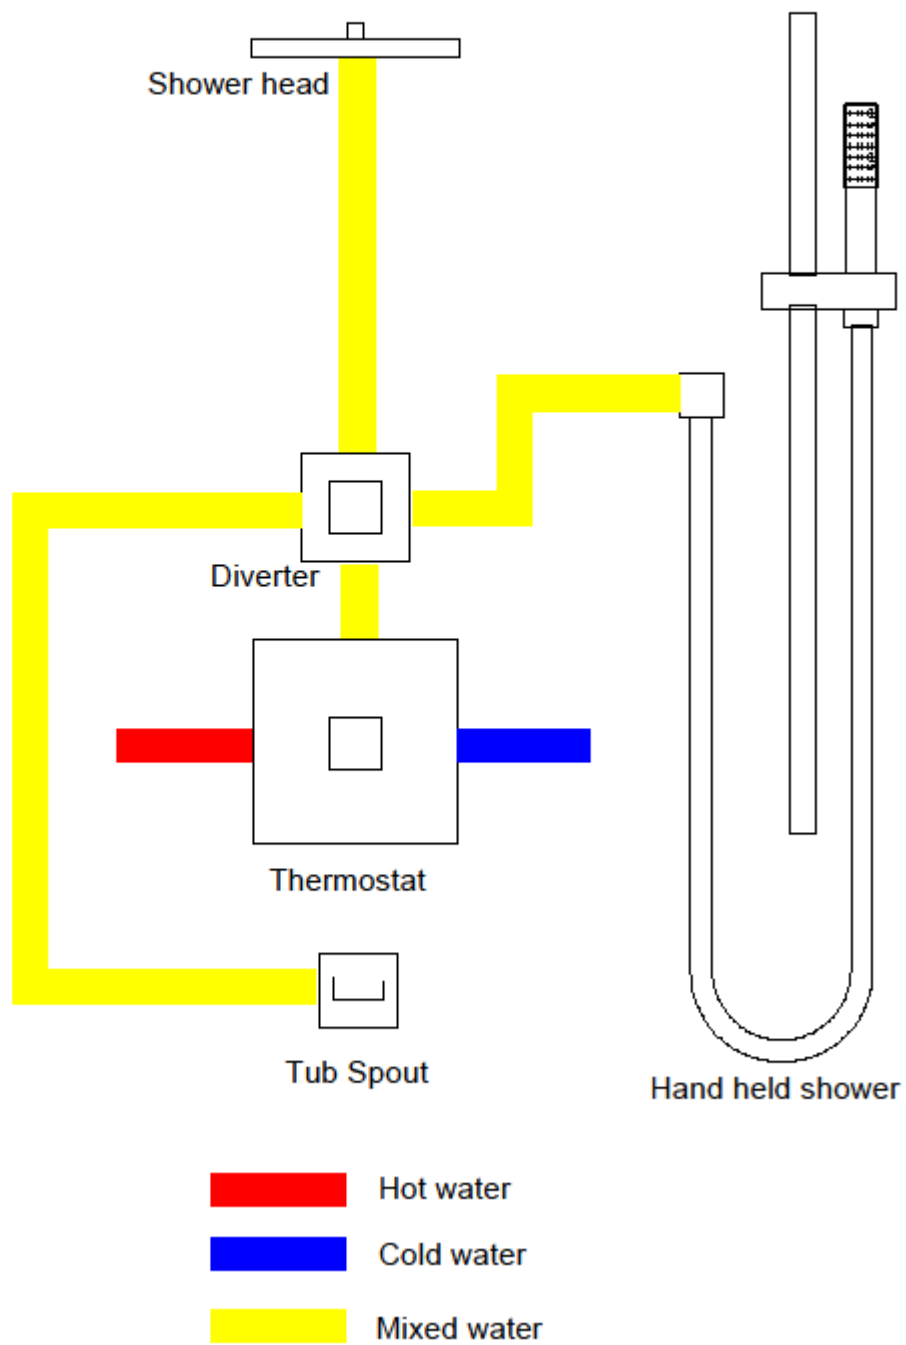 Shower head
Diverter
Thermostat
Tub Spout
Hand held shower
Hot water
Cold water
Mixed water